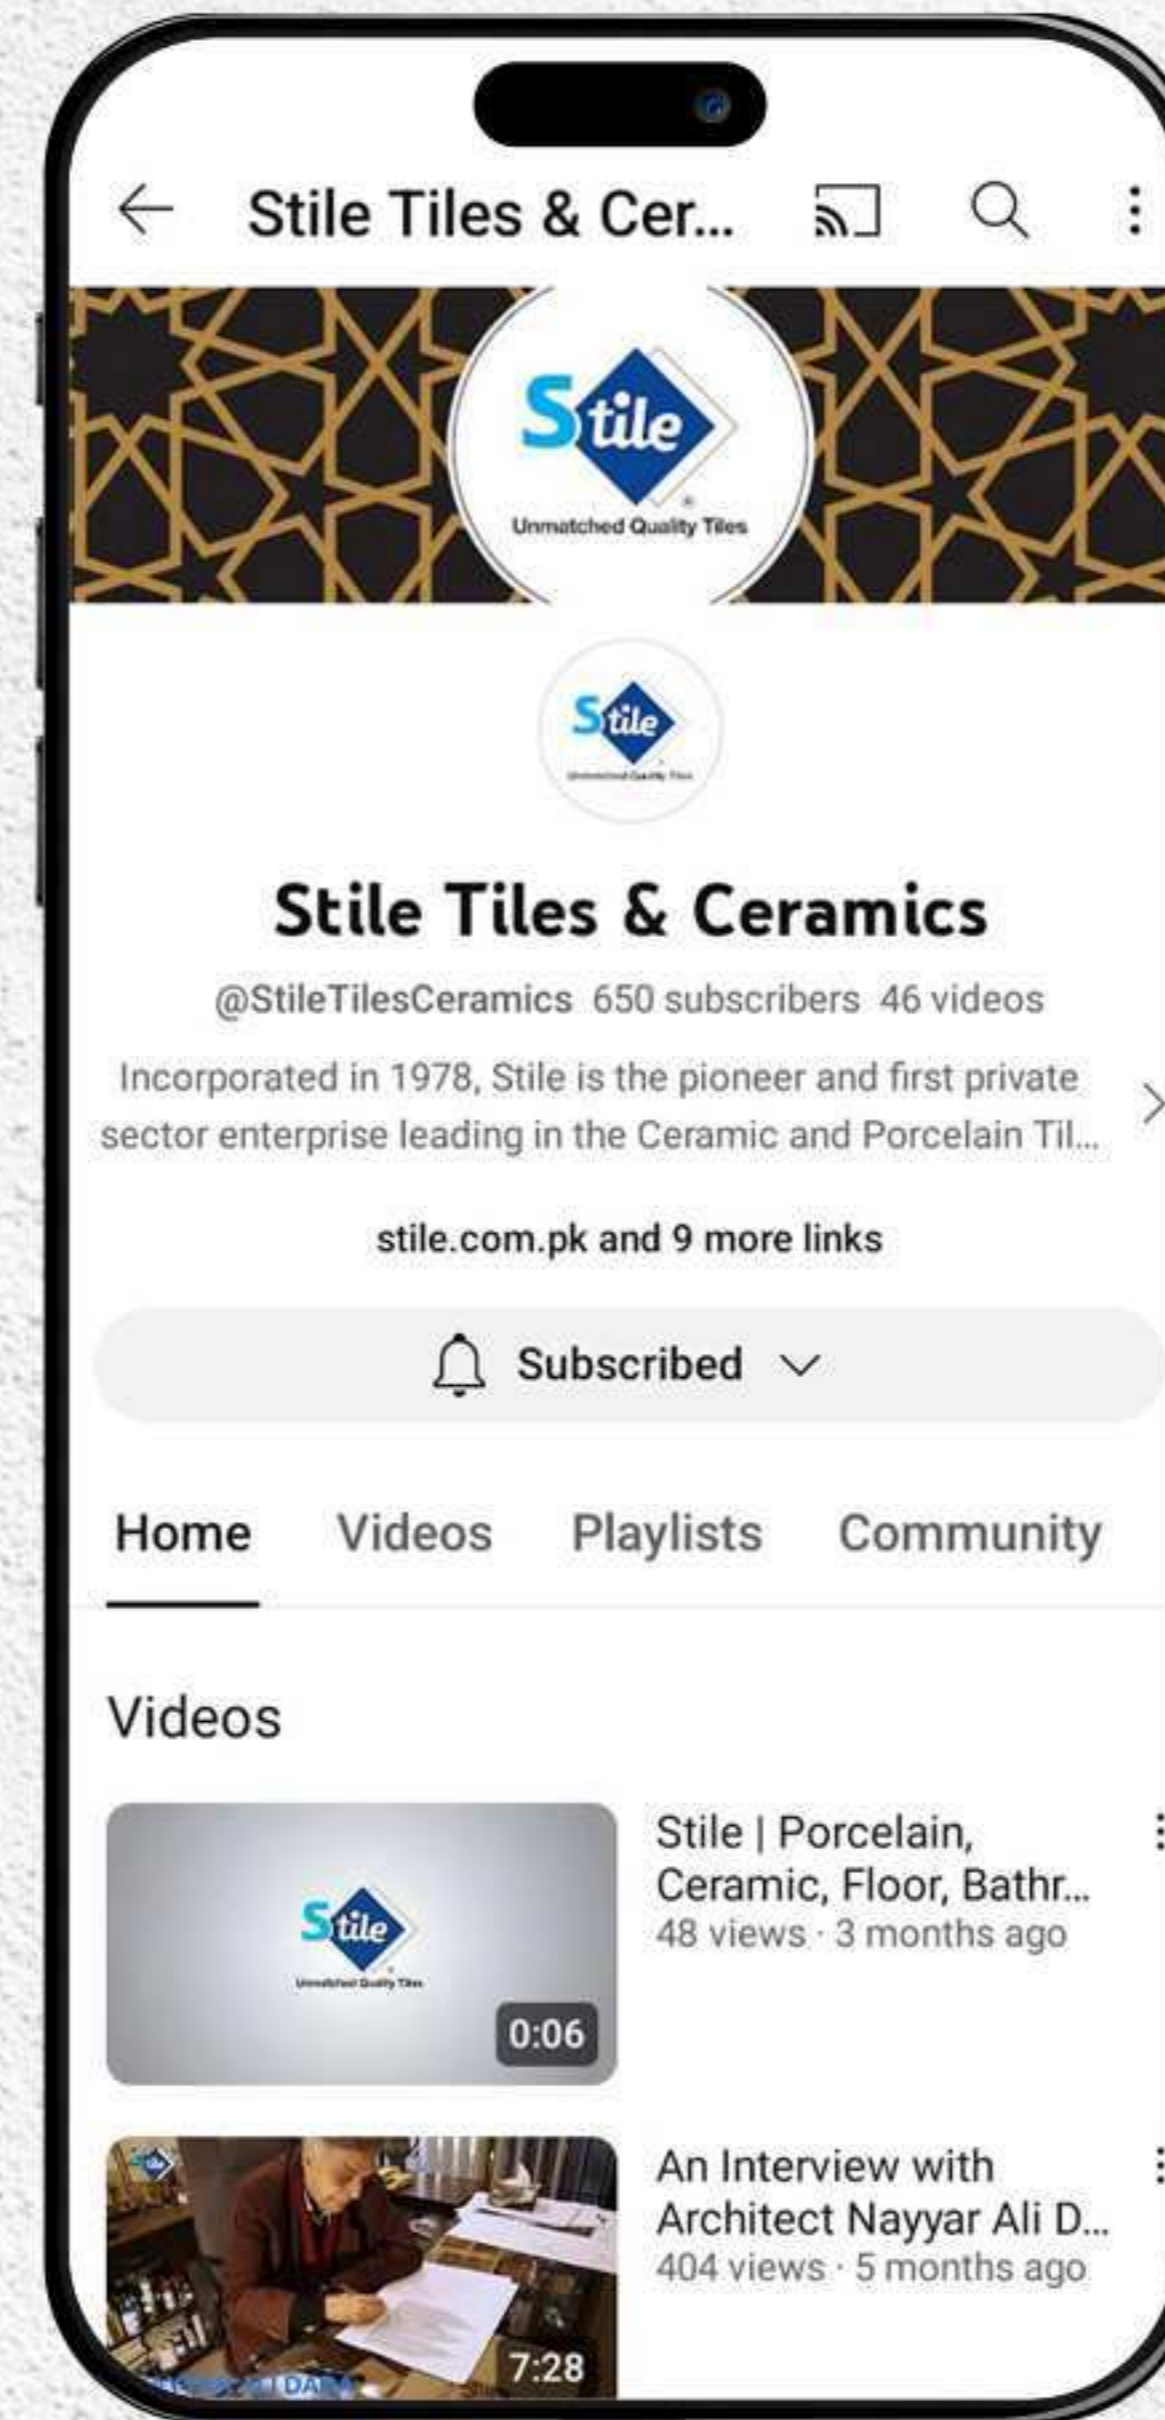 Stile Tiles & Cer...
Stile
Unmatched Quality Tiles
Stile
Unmatched Quality Tiles
Stile Tiles & Ceramics
@StileTilesCeramics 650 subscribers 46 videos
Incorporated in 1978, Stile is the pioneer and first private
sector enterprise leading in the Ceramic and Porcelain Til...
stile.com.pk and 9 more links
Subscribed
Home Videos Playlists Community
Videos
Stile
Unmatched Quality Tiles
0:06
Stile | Porcelain,
Ceramic, Floor, Bathr...
48 views · 3 months ago
Stile
7:28
An Interview with
Architect Nayyar Ali D...
404 views · 5 months ago